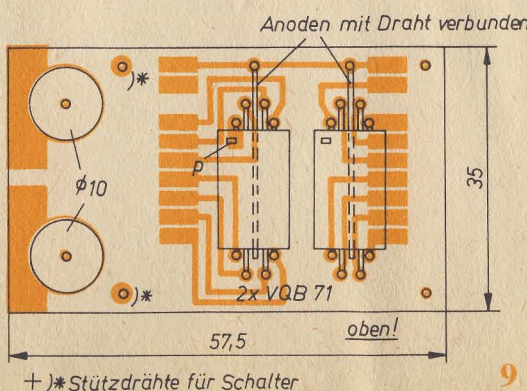 Anoden mit Draht verbunden
)*
35
p
ϕ10
)*
2x VQB 71
oben!
57,5
+ )* Stützdrähte für Schalter
9